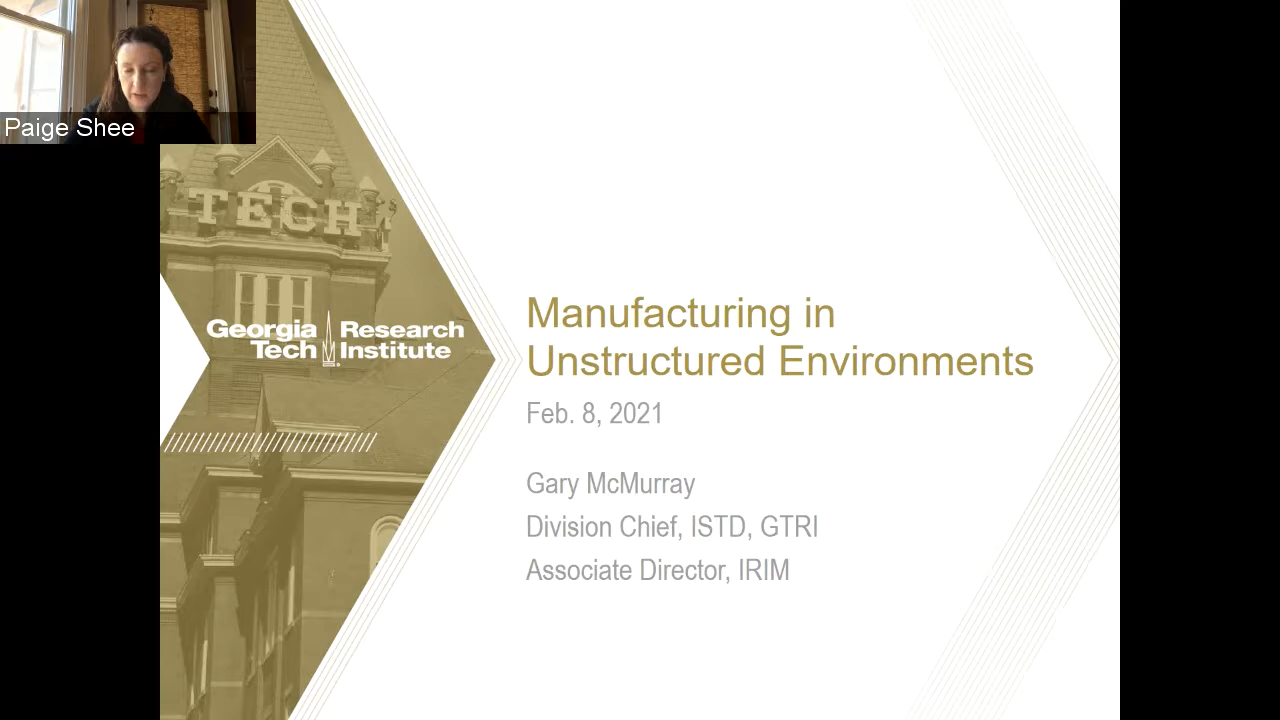 Paige Shee
TECH
Georgia Tech
Research Institute
Manufacturing in
Unstructured Environments
Feb. 8, 2021
Gary McMurray
Division Chief, ISTD, GTRI
Associate Director, IRIM